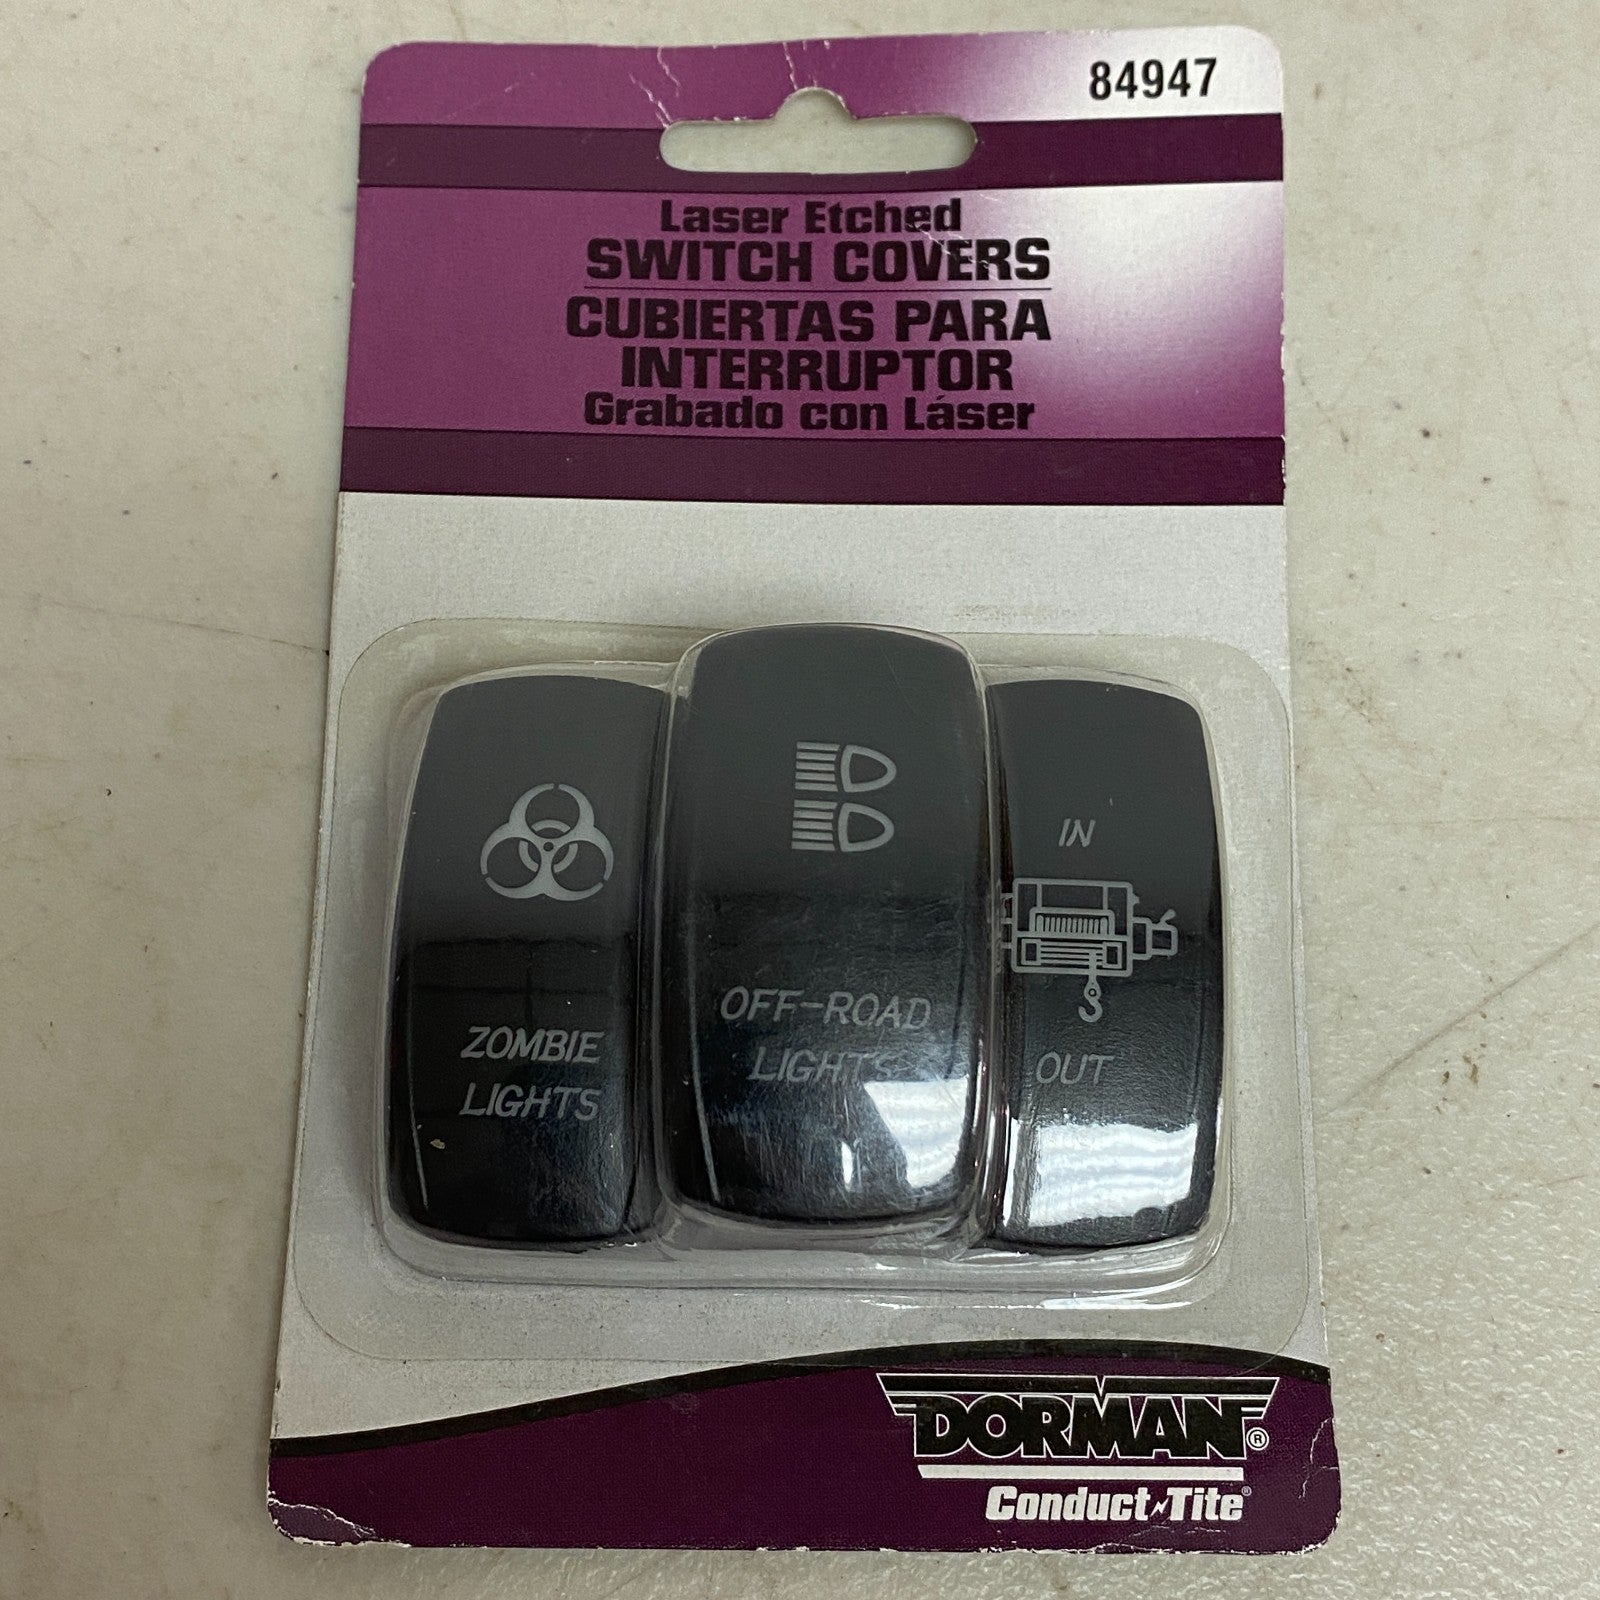 84947
Laser Etched
SWITCH COVERS
CUBIERTAS PARA
INTERRUPTOR
Grabado con Láser
ZOMBIE
LIGHTS
OFF-ROAD
LIGHTS
IN
OUT
DORMAN®
Conduct Tite®